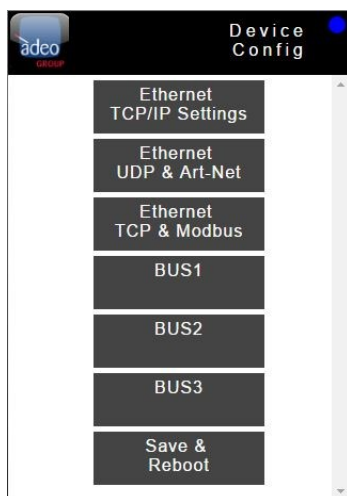 adeo
GROUP
Device
Config
Ethernet
TCP/IP Settings
Ethernet
UDP & Art-Net
Ethernet
TCP & Modbus
BUS1
BUS2
BUS3
Save &
Reboot